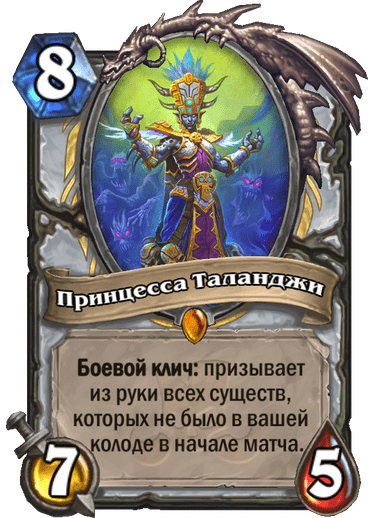 8
Принцесса Таланджи
Боевой клич: призывает
из руки всех существ,
которых не было в вашей
колоде в начале матча.
7
5